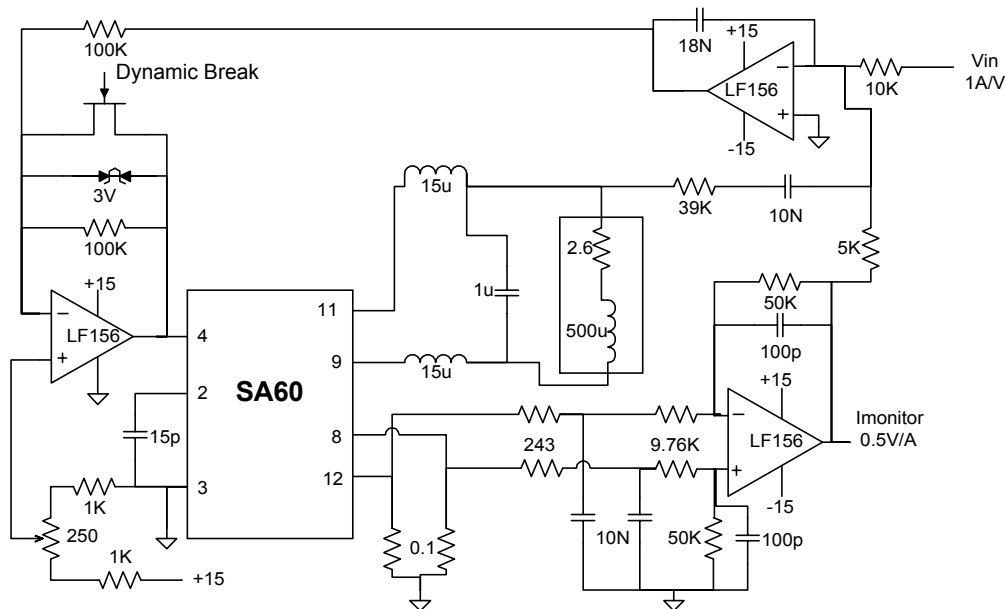 100K
18N
+15
LF156
-15
10K
Vin
1A/V
Dynamic Break
3V
100K
15u
39K
10N
2.6
500u
1u
15u
5K
+15
LF156
4
2
3
SA60
11
9
8
12
15p
1K
250
1K
+15
0.1
243
9.76K
10N
50K
100p
50K
100p
+15
LF156
-15
Imonitor
0.5V/A